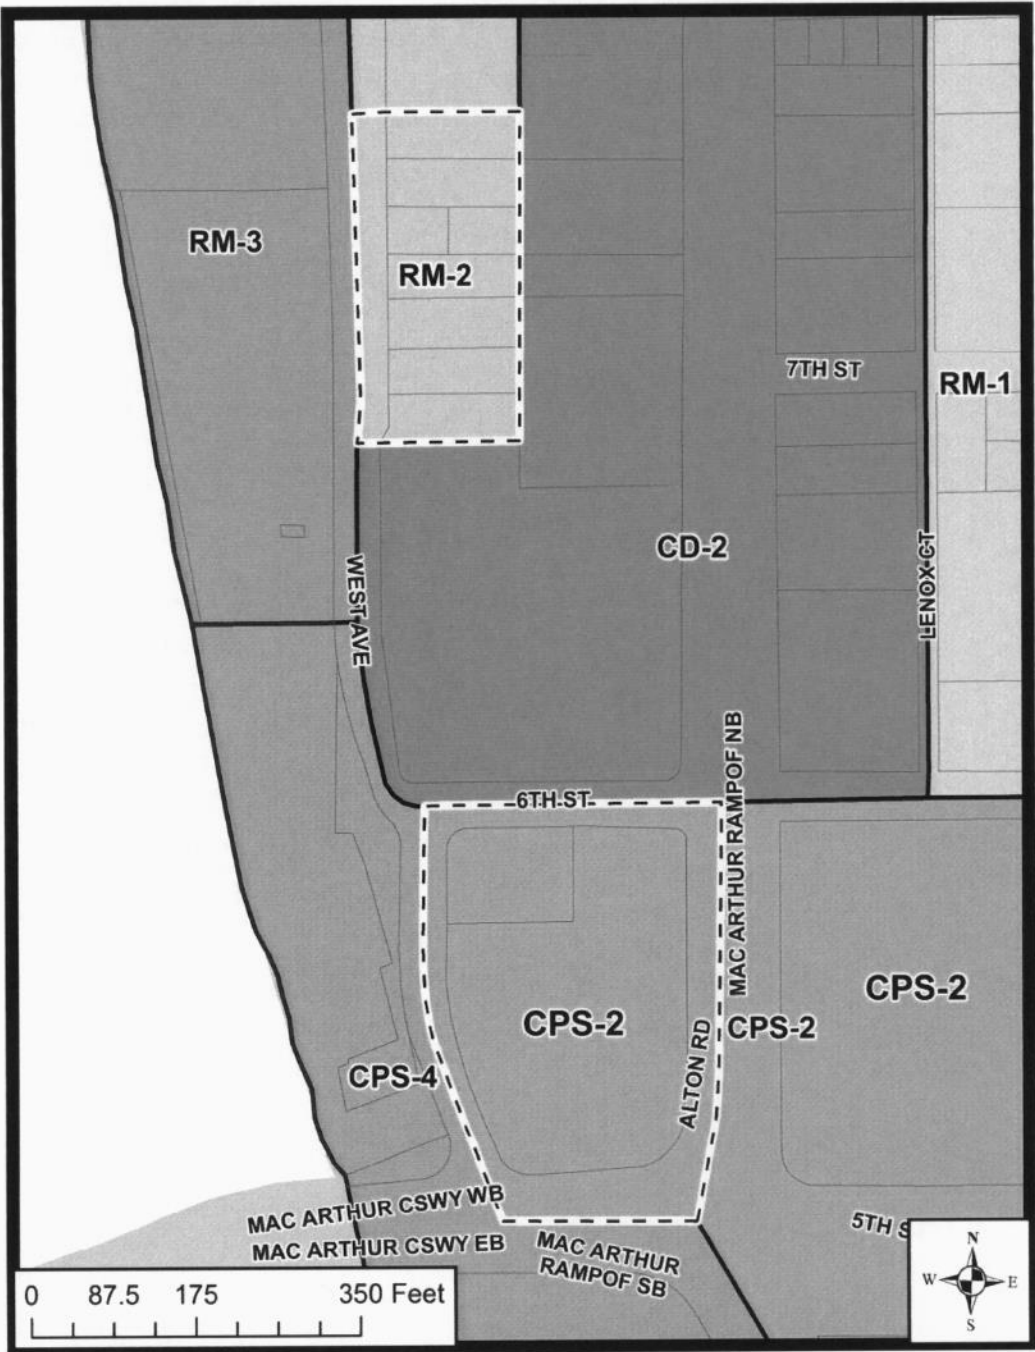 RM-3
RM-2
7TH ST
RM-1
CD-2
WEST AVE
LENOX CT
6TH ST
MAC ARTHUR RAMPOF NB
CPS-2
CPS-2
CPS-2
ALTON RD
CPS-4
MAC ARTHUR CSWY WB
MAC ARTHUR CSWY EB
MAC ARTHUR
RAMPOF SB
5TH S
0 87.5 175 350 Feet
N
W E
S